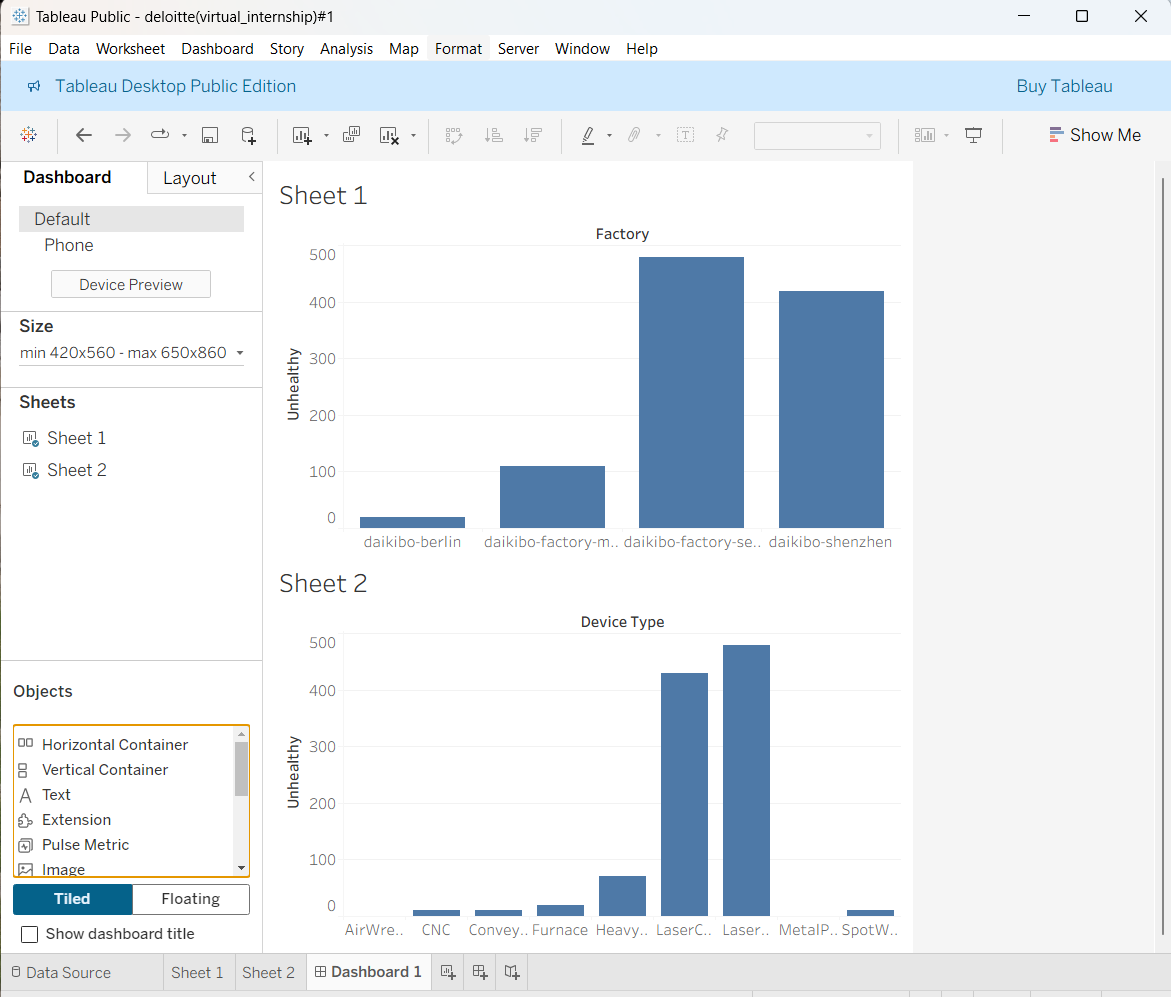 Tableau Public - deloitte(virtual_internship)#1
File Data Worksheet Dashboard Story Analysis Map Format Server Window Help
Tableau Desktop Public Edition Buy Tableau
Show Me
Dashboard Layout
Default
Phone
Device Preview
Size
min 420x560 - max 650x860
Sheets
Sheet 1
Sheet 2
Objects
Horizontal Container
Vertical Container
Text
Extension
Pulse Metric
Image
Tiled Floating
Show dashboard title
Sheet 1
Factory
500
400
300
200
100
0
Unhealthy
daikibo-berlin daikibo-factory-m.. daikibo-factory-se.. daikibo-shenzhen
Sheet 2
Device Type
500
400
300
200
100
0
Unhealthy
AirWre.. CNC Convey.. Furnace Heavy.. LaserC.. Laser.. MetalP.. SpotW..
Data Source Sheet 1 Sheet 2 Dashboard 1